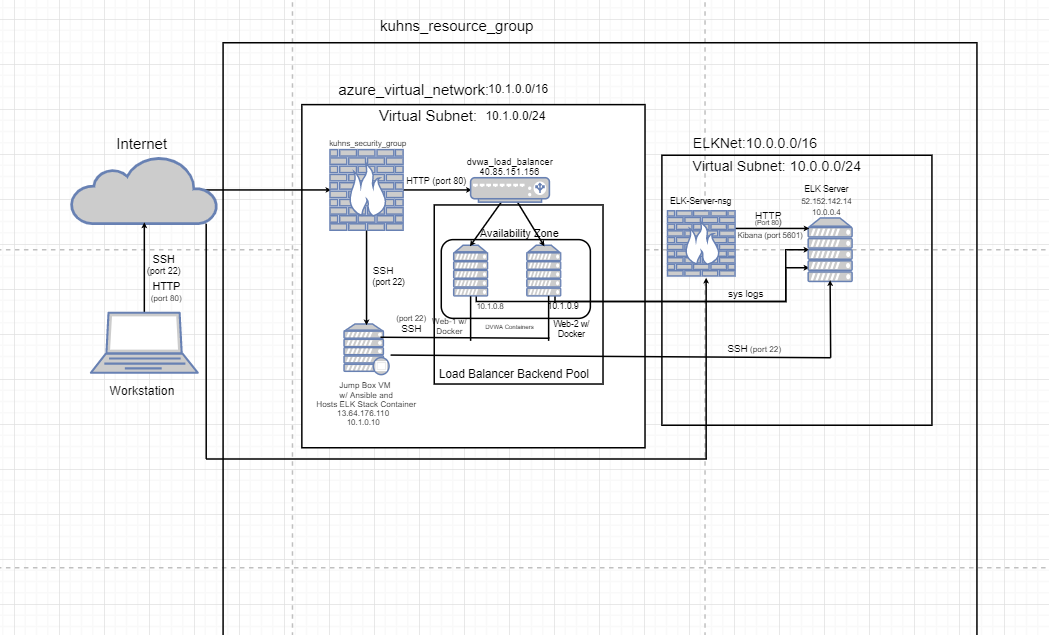 kuhns_resource_group
azure_virtual_network:10.1.0.0/16
Virtual Subnet: 10.1.0.0/24
Internet
kuhns_security_group
HTTP (port 80)
dvwa_load_balancer
40.85.151.156
ELKNet:10.0.0.0/16
Virtual Subnet: 10.0.0.0/24
ELK-Server-nsg
ELK Server
52.152.142.14
10.0.0.4
HTTP
(Port 80)
Kibana (port 5601)
Availability Zone
SSH
(port 22)
HTTP
(port 80)
SSH
(port 22)
10.1.0.8
10.1.0.9
sys logs
(port 22)
SSH
Web-1 w/
Docker
DVWA Containers
Web-2 w/
Docker
SSH (port 22)
Load Balancer Backend Pool
Workstation
Jump Box VM
w/ Ansible and
Hosts ELK Stack Container
13.64.176.110
10.1.0.10